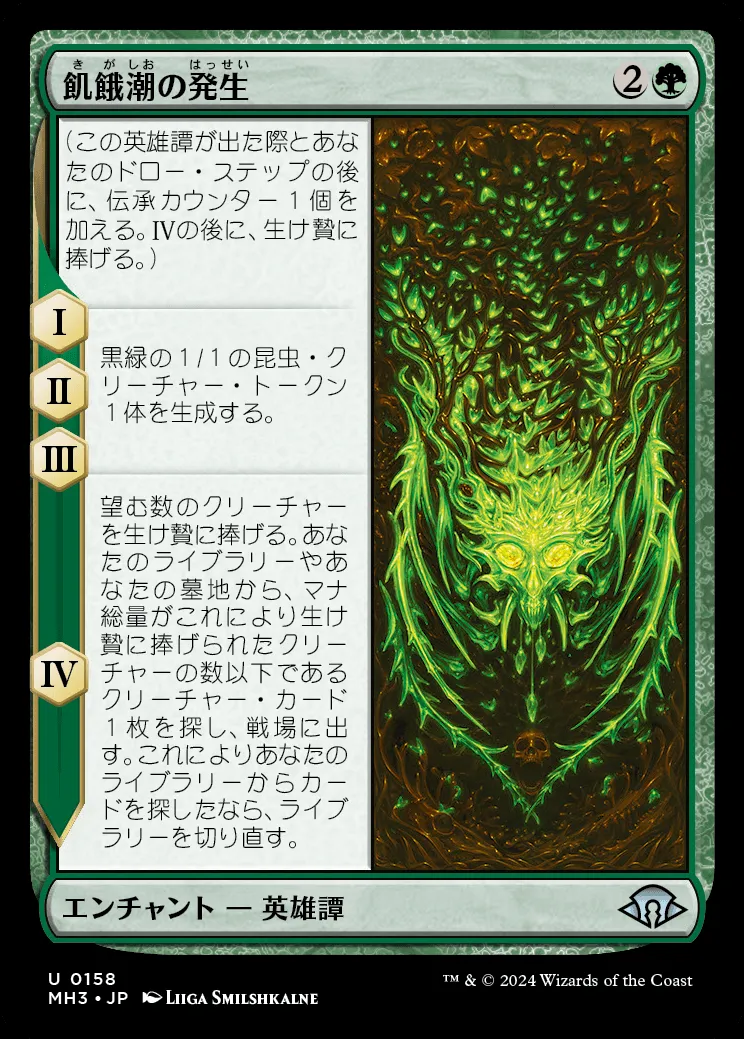 きがしお はっせい
飢餓潮の発生
2
(この英雄譚が出た際とあな
たのドロー・ステップの後
に、伝承カウンター1個を
加える。IVの後に、生け贄に
捧げる。)
I
II
III
黒緑の1/1の昆虫・ク
リーチャー・トークン
1体を生成する。
IV
望む数のクリーチャー
を生け贄に捧げる。あな
たのライブラリーやあ
なたの墓地から、マナ
総量がこれにより生け
贄に捧げられたクリー
チャーの数以下である
クリーチャー・カード
1枚を探し、戦場に出
す。これによりあなたの
ライブラリーからカー
ドを探したなら、ライブ
ラリーを切り直す。
エンチャント — 英雄譚
U 0158
MH3 • JP Liiga Smilshkalne
™ & © 2024 Wizards of the Coast